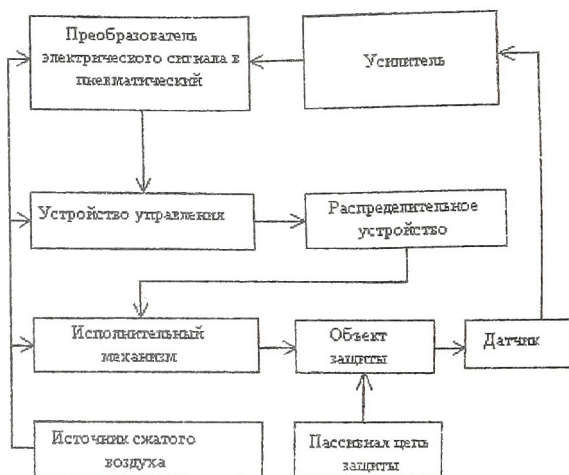 Преобразователь
электрического сигнала в
пневматический
Усилитель
Устройство управления
Распределительное
устройство
Исполнительный
механизм
Объект
защиты
Датчик
Источник сжатого
воздуха
Пассивная цепь
защиты